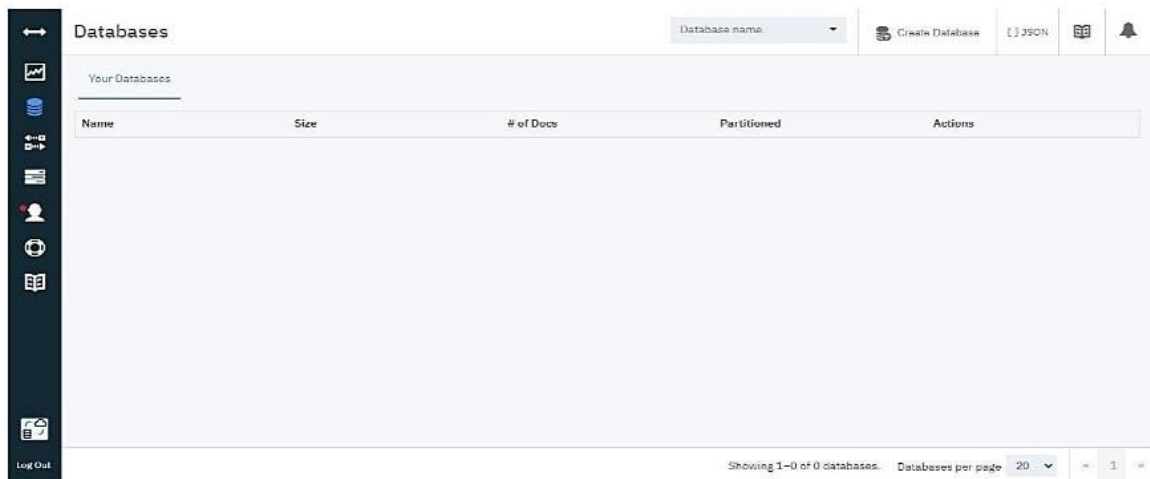 Databases
Database name
Create Database
{ } JSON
Your Databases
Name Size # of Docs Partitioned Actions
Log Out
Showing 1–0 of 0 databases. Databases per page 20 « 1 »